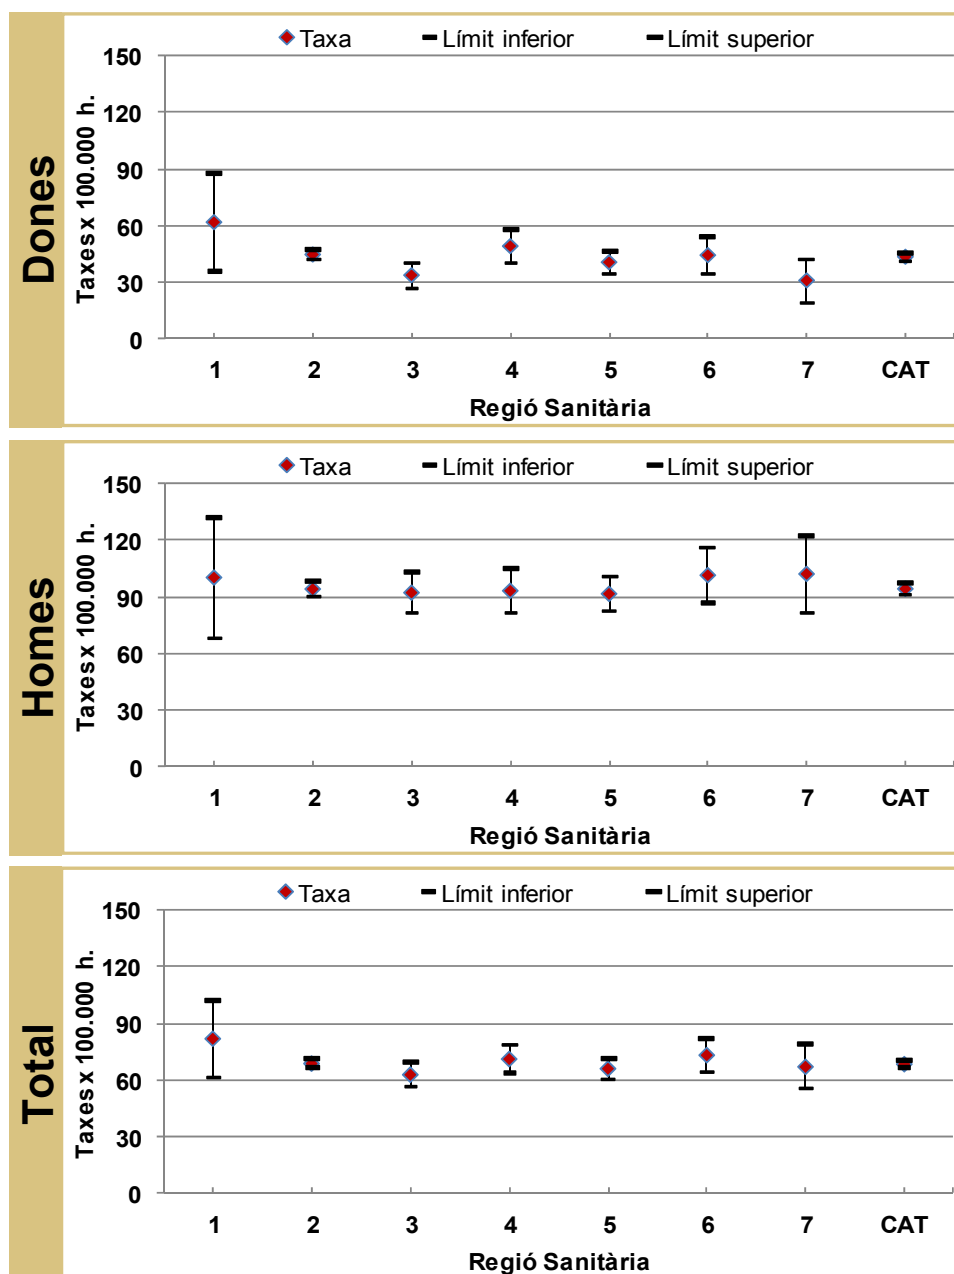 Dones
Taxa Límit inferior Límit superior
Taxes x 100.000 h.
150
120
90
60
30
0
1 2 3 4 5 6 7 CAT
Regió Sanitària
Homes
Taxa Límit inferior Límit superior
Taxes x 100.000 h.
150
120
90
60
30
0
1 2 3 4 5 6 7 CAT
Regió Sanitària
Total
Taxa Límit inferior Límit superior
Taxes x 100.000 h.
150
120
90
60
30
0
1 2 3 4 5 6 7 CAT
Regió Sanitària